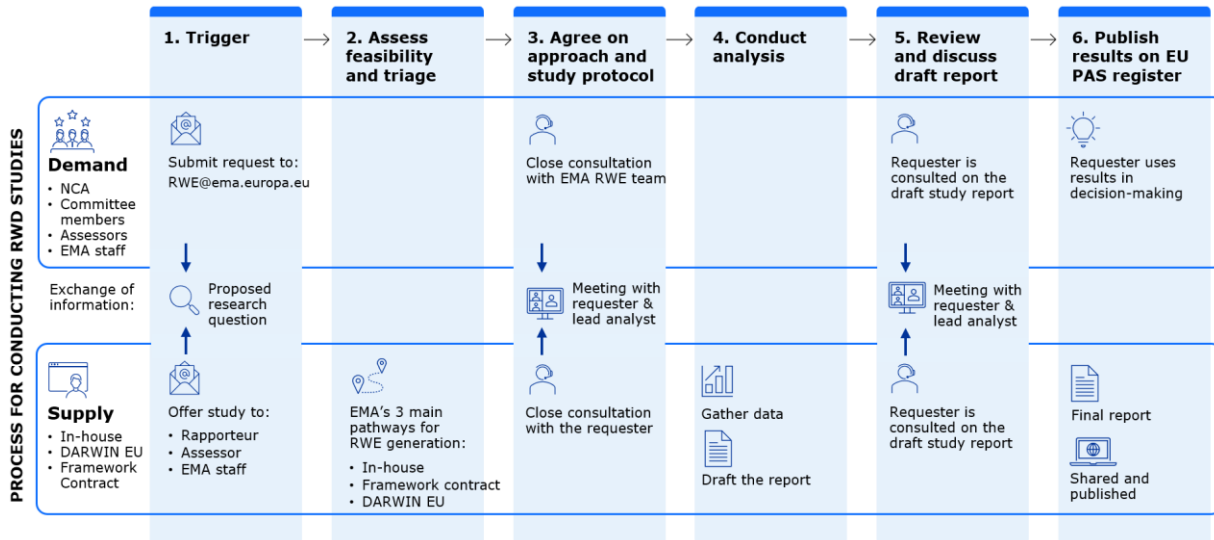 PROCESS FOR CONDUCTING RWD STUDIES
1. Trigger
2. Assess
feasibility
and triage
3. Agree on
approach and
study protocol
4. Conduct
analysis
5. Review
and discuss
draft report
6. Publish
results on EU
PAS register
Demand
• NCA
• Committee
members
• Assessors
• EMA staff
@
Submit request to:
RWE@ema.europa.eu
Close consultation
with EMA RWE team
Requester is
consulted on the
draft study report
Requester uses
results in
decision-making
Exchange of
information:
Proposed
research
question
Meeting with
requester &
lead analyst
Meeting with
requester &
lead analyst
Supply
• In-house
• DARWIN EU
• Framework
Contract
@
Offer study to:
• Rapporteur
• Assessor
• EMA staff
EMA's 3 main
pathways for
RWE generation:
• In-house
• Framework contract
• DARWIN EU
Close consultation
with the requester
Gather data
Draft the report
Requester is
consulted on the
draft study report
Final report
Shared and
published